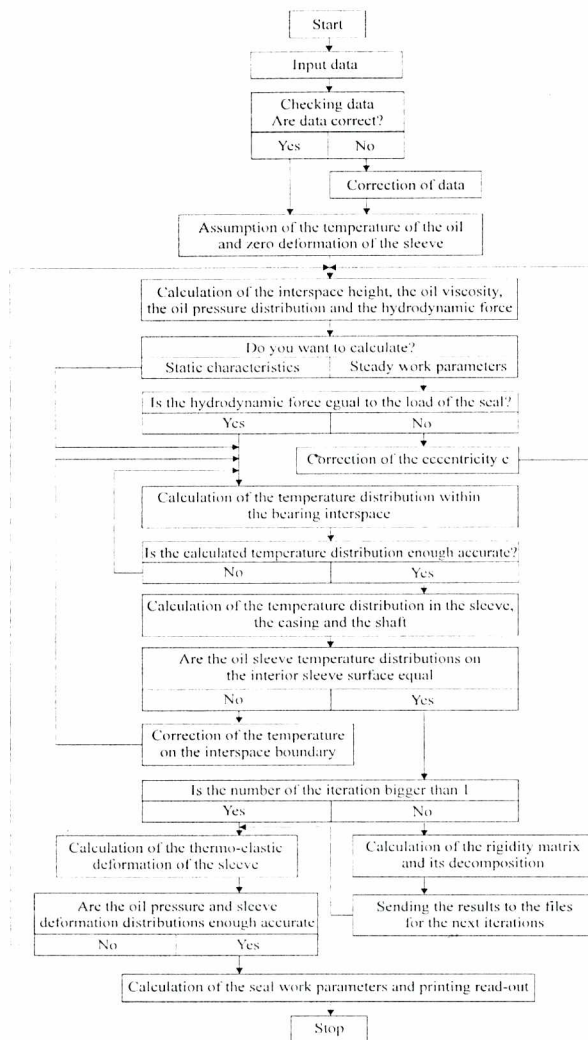 Start
Input data
Checking data
Are data correct?
Yes
No
Correction of data
Assumption of the temperature of the oil
and zero deformation of the sleeve
Calculation of the interspace height, the oil viscosity,
the oil pressure distribution and the hydrodynamic force
Do you want to calculate?
Static characteristics
Steady work parameters
Is the hydrodynamic force egual to the load of the seal?
Yes
No
Correction of the eccentricity e
Calculation of the temperature distribution within
the bearing interspace
Is the calculated temperature distribution enough accurate?
No
Yes
Calculation of the temperature distribution in the sleeve,
the casing and the shaft
Are the oil sleeve temperature distributions on
the interior sleeve surface equal
No
Yes
Correction of the temperature
on the interspace boundary
Is the number of the iteration bigger than 1
Yes
No
Calculation of the thermo-elastic
deformation of the sleeve
Calculation of the rigidity matrix
and its decomposition
Are the oil pressure and sleeve
deformation distributions enough accurate
No
Yes
Sending the results to the files
for the next iterations
Calculation of the seal work parameters and printing read-out
Stop